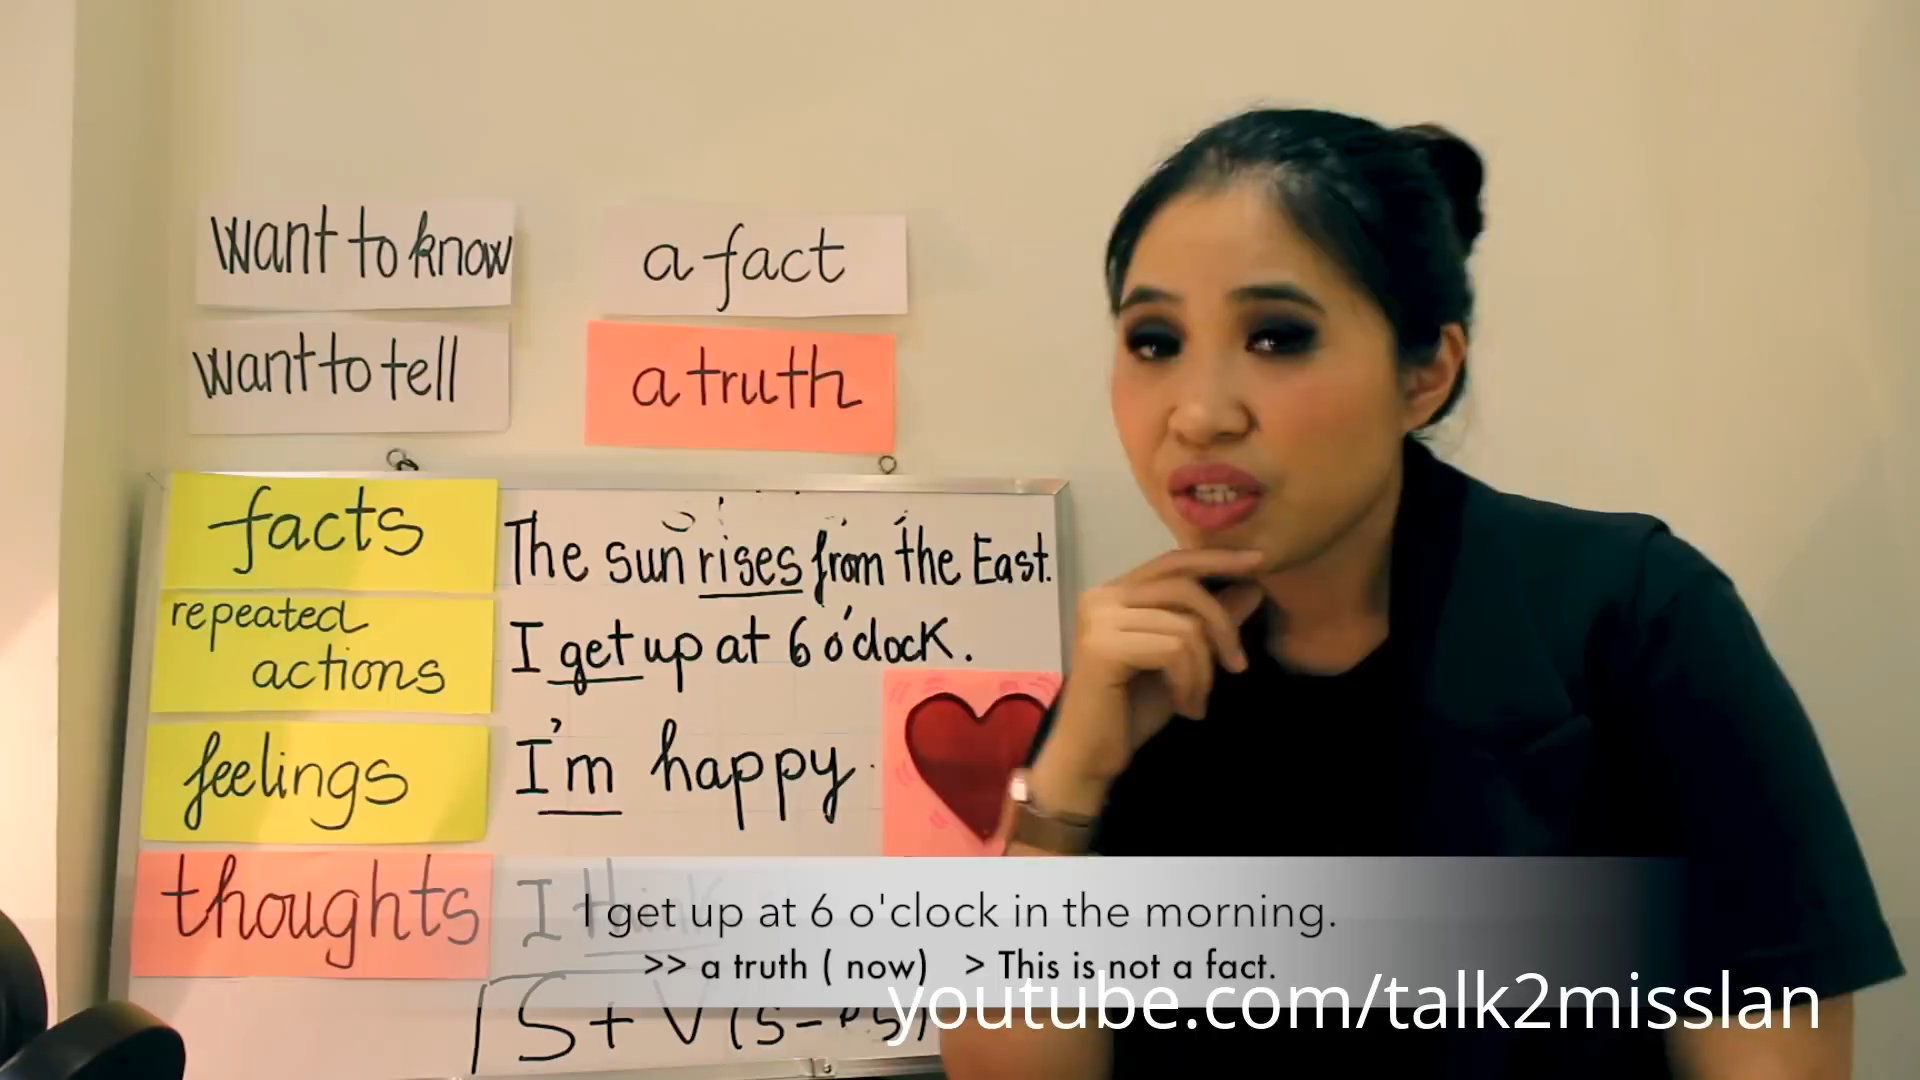 want to know
a fact
want to tell
a truth
facts
The sun rises from the East.
repeated
actions
I get up at 6 o'clock.
feelings
I'm happy.
thoughts
I think
I get up at 6 o'clock in the morning.
>> a truth ( now) > This is not a fact.
youtube.com/talk2misslan
S + V (s - es)